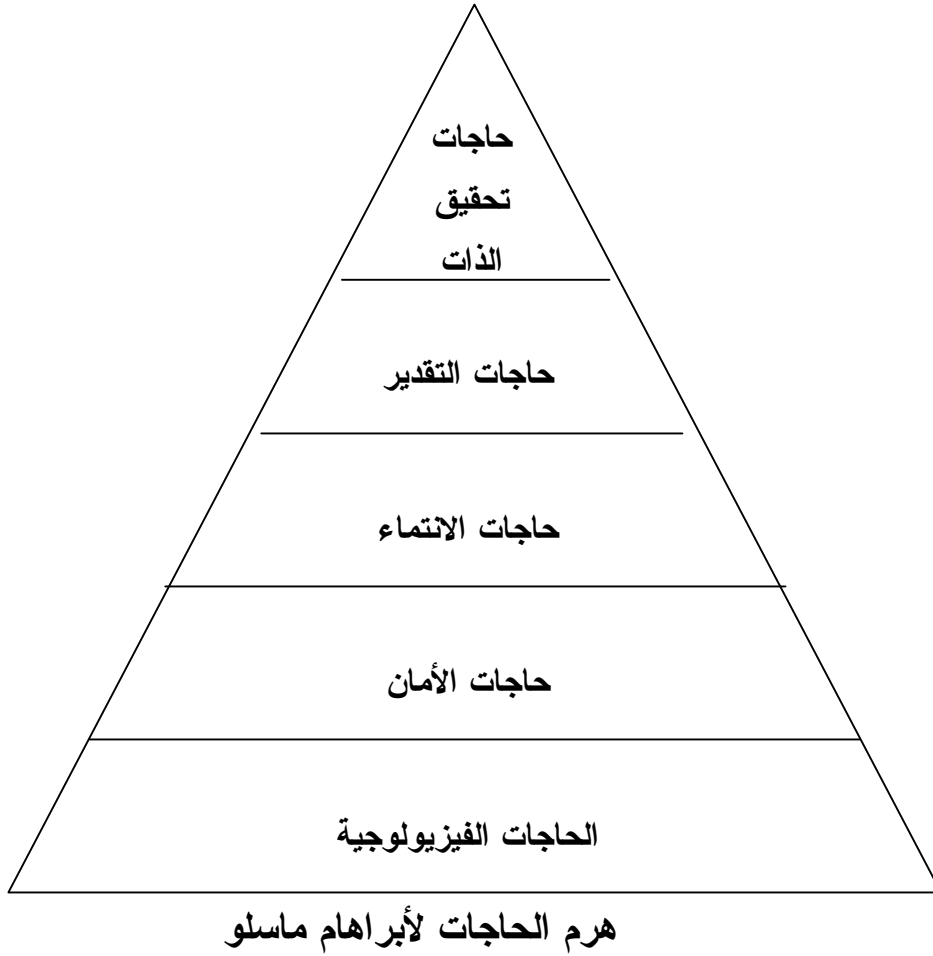 حاجات
تحقيق
الذات
حاجات التقدير
حاجات الانتماء
حاجات الأمان
الحاجات الفيزيولوجية
هرم الحاجات لأبراهام ماسلو